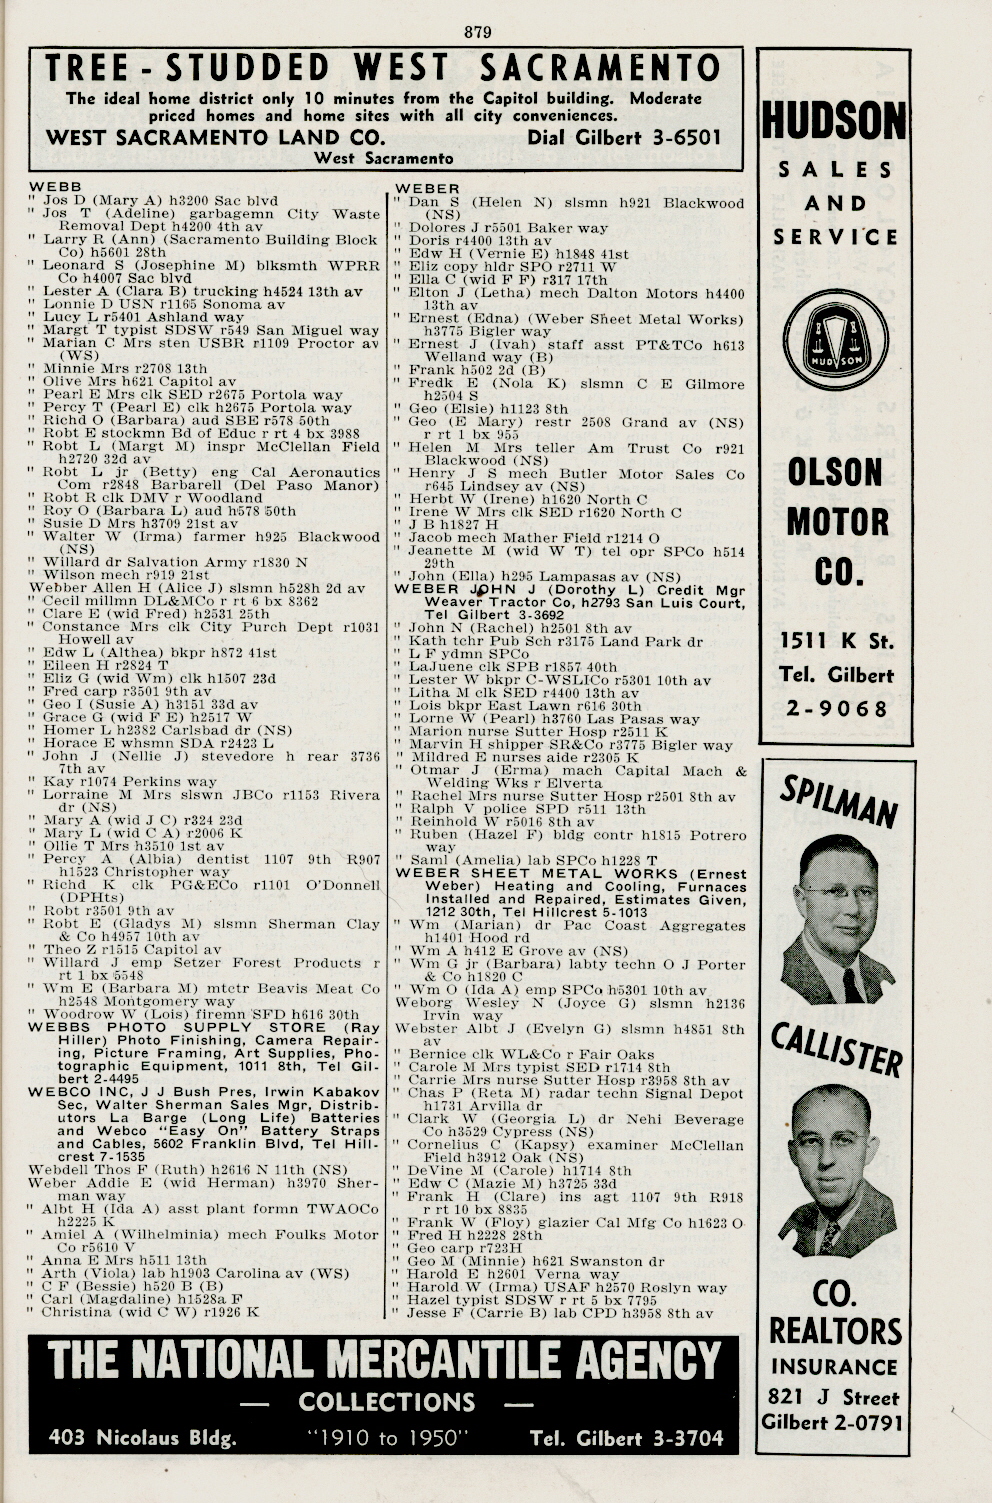 879
TREE - STUDDED WEST SACRAMENTO
The ideal home district only 10 minutes from the Capitol building. Moderate
priced homes and home sites with all city conveniences.
WEST SACRAMENTO LAND CO. Dial Gilbert 3-6501
West Sacramento
WEBB
" Jos D (Mary A) h3200 Sac blvd
" Jos T (Adeline) garbagemn City Waste
Removal Dept h4200 4th av
" Larry R (Ann) (Sacramento Building Block
Co) h5601 28th
" Leonard S (Josephine M) blksmth WPRR
Co h4007 Sac blvd
" Lester A (Clara B) trucking h4524 13th av
" Lonnie D USN r1165 Sonoma av
" Lucy L r5401 Ashland way
" Margt T typist SDSW r549 San Miguel way
" Marian C Mrs sten USBR r1109 Proctor av
(WS)
" Minnie Mrs r2708 13th
" Olive Mrs h621 Capitol av
" Pearl E Mrs clk SED r2675 Portola way
" Percy T (Pearl E) clk h2675 Portola way
" Richd O (Barbara) aud SBE r578 50th
" Robt E stockmn Bd of Educ r rt 4 bx 3988
" Robt L (Margt M) inspr McClellan Field
h2720 32d av
" Robt L jr (Betty) eng Cal Aeronautics
Com r2848 Barbarell (Del Paso Manor)
" Robt R clk DMV r Woodland
" Roy O (Barbara L) aud h578 50th
" Susie D Mrs h3709 21st av
" Walter W (Irma) farmer h925 Blackwood
(NS)
" Willard dr Salvation Army r1830 N
" Wilson mech r919 21st
Webber Allen H (Alice J) slsmn h528h 2d av
" Cecil millmn DL&MCo r rt 6 bx 8362
" Clare E (wid Fred) h2531 25th
" Constance Mrs clk City Purch Dept r1031
Howell av
" Edw L (Althea) bkpr h872 41st
" Eileen H r2824 T
" Eliz G (wid Wm) clk h1507 23d
" Fred carp r3501 9th av
" Geo I (Susie A) h3151 33d av
" Grace G (wid F E) h2517 W
" Homer L h2382 Carlsbad dr (NS)
" Horace E whsmn SDA r2423 L
" John J (Nellie J) stevedore h rear 3736
7th av
" Kay r1074 Perkins way
" Lorraine M Mrs slswn JBCo r1153 Rivera
dr (NS)
" Mary A (wid J C) r324 23d
" Mary L (wid C A) r2006 K
" Ollie T Mrs h3510 1st av
" Percy A (Albia) dentist 1107 9th R907
h1523 Christopher way
" Richd K clk PG&ECo r1101 O'Donnell
(DPHts)
" Robt r3501 9th av
" Robt E (Gladys M) slsmn Sherman Clay
& Co h4957 10th av
" Theo Z r1515 Capitol av
" Willard J emp Setzer Forest Products r
rt 1 bx 5548
" Wm E (Barbara M) mtctr Beavis Meat Co
h2548 Montgomery way
" Woodrow W (Lois) firemn SFD h616 30th
WEBBS PHOTO SUPPLY STORE (Ray
Hiller) Photo Finishing, Camera Repair-
ing, Picture Framing, Art Supplies, Pho-
tographic Equipment, 1011 8th, Tel Gil-
bert 2-4495
WEBCO INC, J J Bush Pres, Irwin Kabakov
Sec, Walter Sherman Sales Mgr, Distrib-
utors La Barge (Long Life) Batteries
and Webco "Easy On" Battery Straps
and Cables, 5602 Franklin Blvd, Tel Hill-
crest 7-1535
Webdell Thos F (Ruth) h2616 N 11th (NS)
Weber Addie E (wid Herman) h3970 Sher-
man way
" Albt H (Ida A) asst plant formn TWAOCo
h2225 K
" Amiel A (Wilhelminia) mech Foulks Motor
Co r5610 V
" Anna E Mrs h511 13th
" Arth (Viola) lab h1903 Carolina av (WS)
" C F (Bessie) h520 B (B)
" Carl (Magdaline) h1528a F
" Christina (wid C W) r1926 K
WEBER
" Dan S (Helen N) slsmn h921 Blackwood
(NS)
" Dolores J r5501 Baker way
" Doris r4400 13th av
" Edw H (Vernie E) h1848 41st
" Eliz copy hldr SPO r2711 W
" Ella C (wid F F) r317 17th
" Elton J (Letha) mech Dalton Motors h4400
13th av
" Ernest (Edna) (Weber Sheet Metal Works)
h3775 Bigler way
" Ernest J (Ivah) staff asst PT&TCo h613
Welland way (B)
" Frank h502 2d (B)
" Fredk E (Nola K) slsmn C E Gilmore
h2504 S
" Geo (Elsie) h1123 8th
" Geo (E Mary) restr 2508 Grand av (NS)
r rt 1 bx 955
" Helen M Mrs teller Am Trust Co r921
Blackwood (NS)
" Henry J S mech Butler Motor Sales Co
r645 Lindsey av (NS)
" Herbt W (Irene) h1620 North C
" Irene W Mrs clk SED r1620 North C
" J B h1827 H
" Jacob mech Mather Field r1214 O
" Jeanette M (wid W T) tel opr SPCo h514
29th
" John (Ella) h295 Lampasas av (NS)
WEBER JOHN J (Dorothy L) Credit Mgr
Weaver Tractor Co, h2793 San Luis Court,
Tel Gilbert 3-3692
" John N (Rachel) h2501 8th av
" Kath tchr Pub Sch r3175 Land Park dr
" L F ydmn SPCo
" LaJuene clk SPB r1857 40th
" Lester W bkpr C-WSLICo r5301 10th av
" Litha M clk SED r4400 13th av
" Lois bkpr East Lawn r616 30th
" Lorne W (Pearl) h3760 Las Pasas way
" Marion nurse Sutter Hosp r2511 K
" Marvin H shipper SR&Co r3775 Bigler way
" Mildred E nurses aide r2305 K
" Otmar J (Erma) mach Capital Mach &
Welding Wks r Elverta
" Rachel Mrs nurse Sutter Hosp r2501 8th av
" Ralph V police SPD r511 13th
" Reinhold W r5016 8th av
" Ruben (Hazel F) bldg contr h1815 Potrero
way
" Saml (Amelia) lab SPCo h1228 T
WEBER SHEET METAL WORKS (Ernest
Weber) Heating and Cooling, Furnaces
Installed and Repaired, Estimates Given,
1212 30th, Tel Hillcrest 5-1013
" Wm (Marian) dr Pac Coast Aggregates
h1401 Hood rd
" Wm A h412 E Grove av (NS)
" Wm G jr (Barbara) labty techn O J Porter
& Co h1820 C
" Wm O (Ida A) emp SPCo h5301 10th av
Weborg Wesley N (Joyce G) slsmn h2136
Irvin way
Webster Albt J (Evelyn G) slsmn h4851 8th
av
" Bernice clk WL&Co r Fair Oaks
" Carole M Mrs typist SED r1714 8th
" Carrie Mrs nurse Sutter Hosp r3958 8th av
" Chas P (Reta M) radar techn Signal Depot
h1731 Arvilla dr
" Clark W (Georgia L) dr Nehi Beverage
Co h3529 Cypress (NS)
" Cornelius C (Kapsy) examiner McClellan
Field h3912 Oak (NS)
" DeVine M (Carole) h1714 8th
" Edw C (Mazie M) h3725 33d
" Frank H (Clare) ins agt 1107 9th R918
r rt 10 bx 8835
" Frank W (Floy) glazier Cal Mfg Co h1623 O
" Fred H h2228 28th
" Geo carp r723H
" Geo M (Minnie) h621 Swanston dr
" Harold E h2601 Verna way
" Harold W (Irma) USAF h2570 Roslyn way
" Hazel typist SDSW r rt 5 bx 7795
" Jesse F (Carrie B) lab CPD h3958 8th av
HUDSON
SALES
AND
SERVICE
HUDSON
OLSON
MOTOR
CO.
1511 K St.
Tel. Gilbert
2-9068
SPILMAN
CALLISTER
CO.
REALTORS
INSURANCE
821 J Street
Gilbert 2-0791
THE NATIONAL MERCANTILE AGENCY
— COLLECTIONS —
403 Nicolaus Bldg. "1910 to 1950" Tel. Gilbert 3-3704